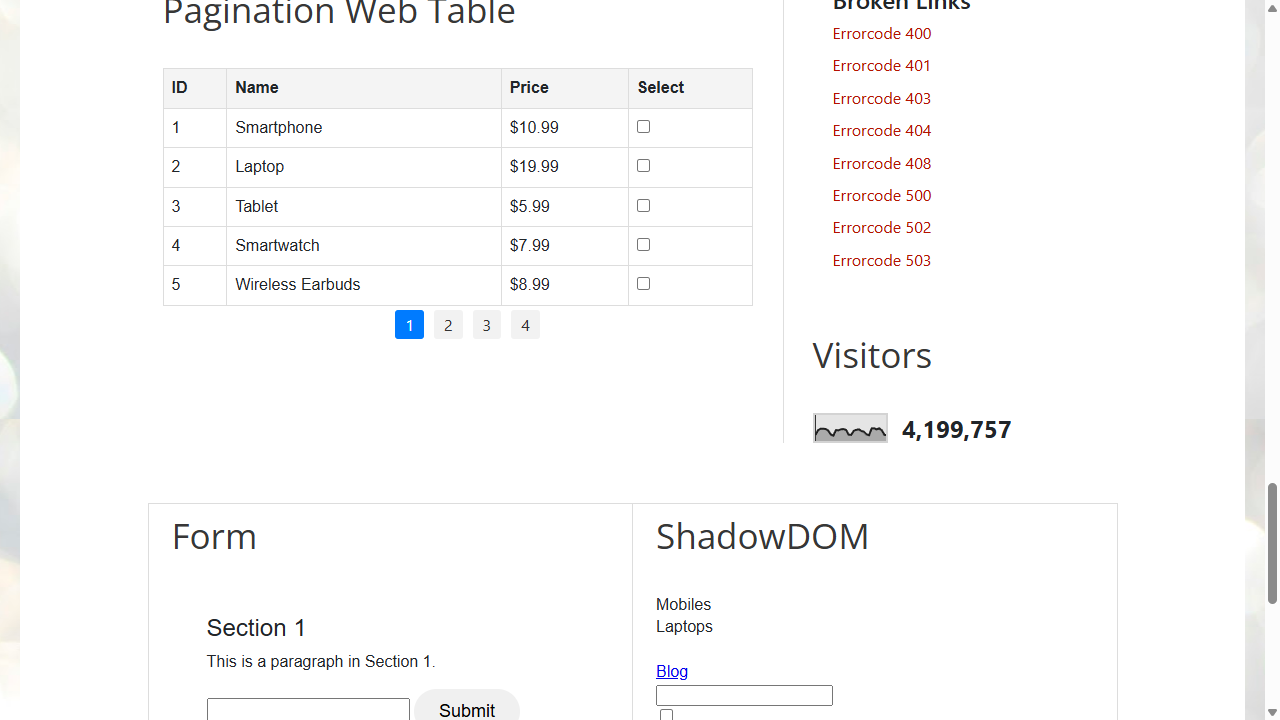 Pagination Web Table
ID Name Price Select
1 Smartphone $10.99
2 Laptop $19.99
3 Tablet $5.99
4 Smartwatch $7.99
5 Wireless Earbuds $8.99
1 2 3 4
Broken Links
Errorcode 400
Errorcode 401
Errorcode 403
Errorcode 404
Errorcode 408
Errorcode 500
Errorcode 502
Errorcode 503
Visitors
4,199,757
Form
Section 1
This is a paragraph in Section 1.
Submit
ShadowDOM
Mobiles
Laptops
Blog